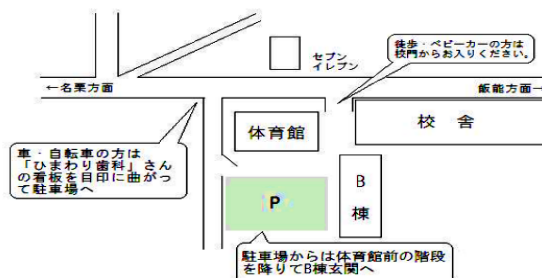 セブン
イレブン
徒歩・ベビーカーの方は
校門からお入りください。
←名栗方面
飯能方面→
体育館
校 舎
車・自転車の方は
「ひまわり歯科」さん
の看板を目印に曲がっ
て駐車場へ
B
棟
P
駐車場からは体育館前の階段
を降りてB棟玄関へ